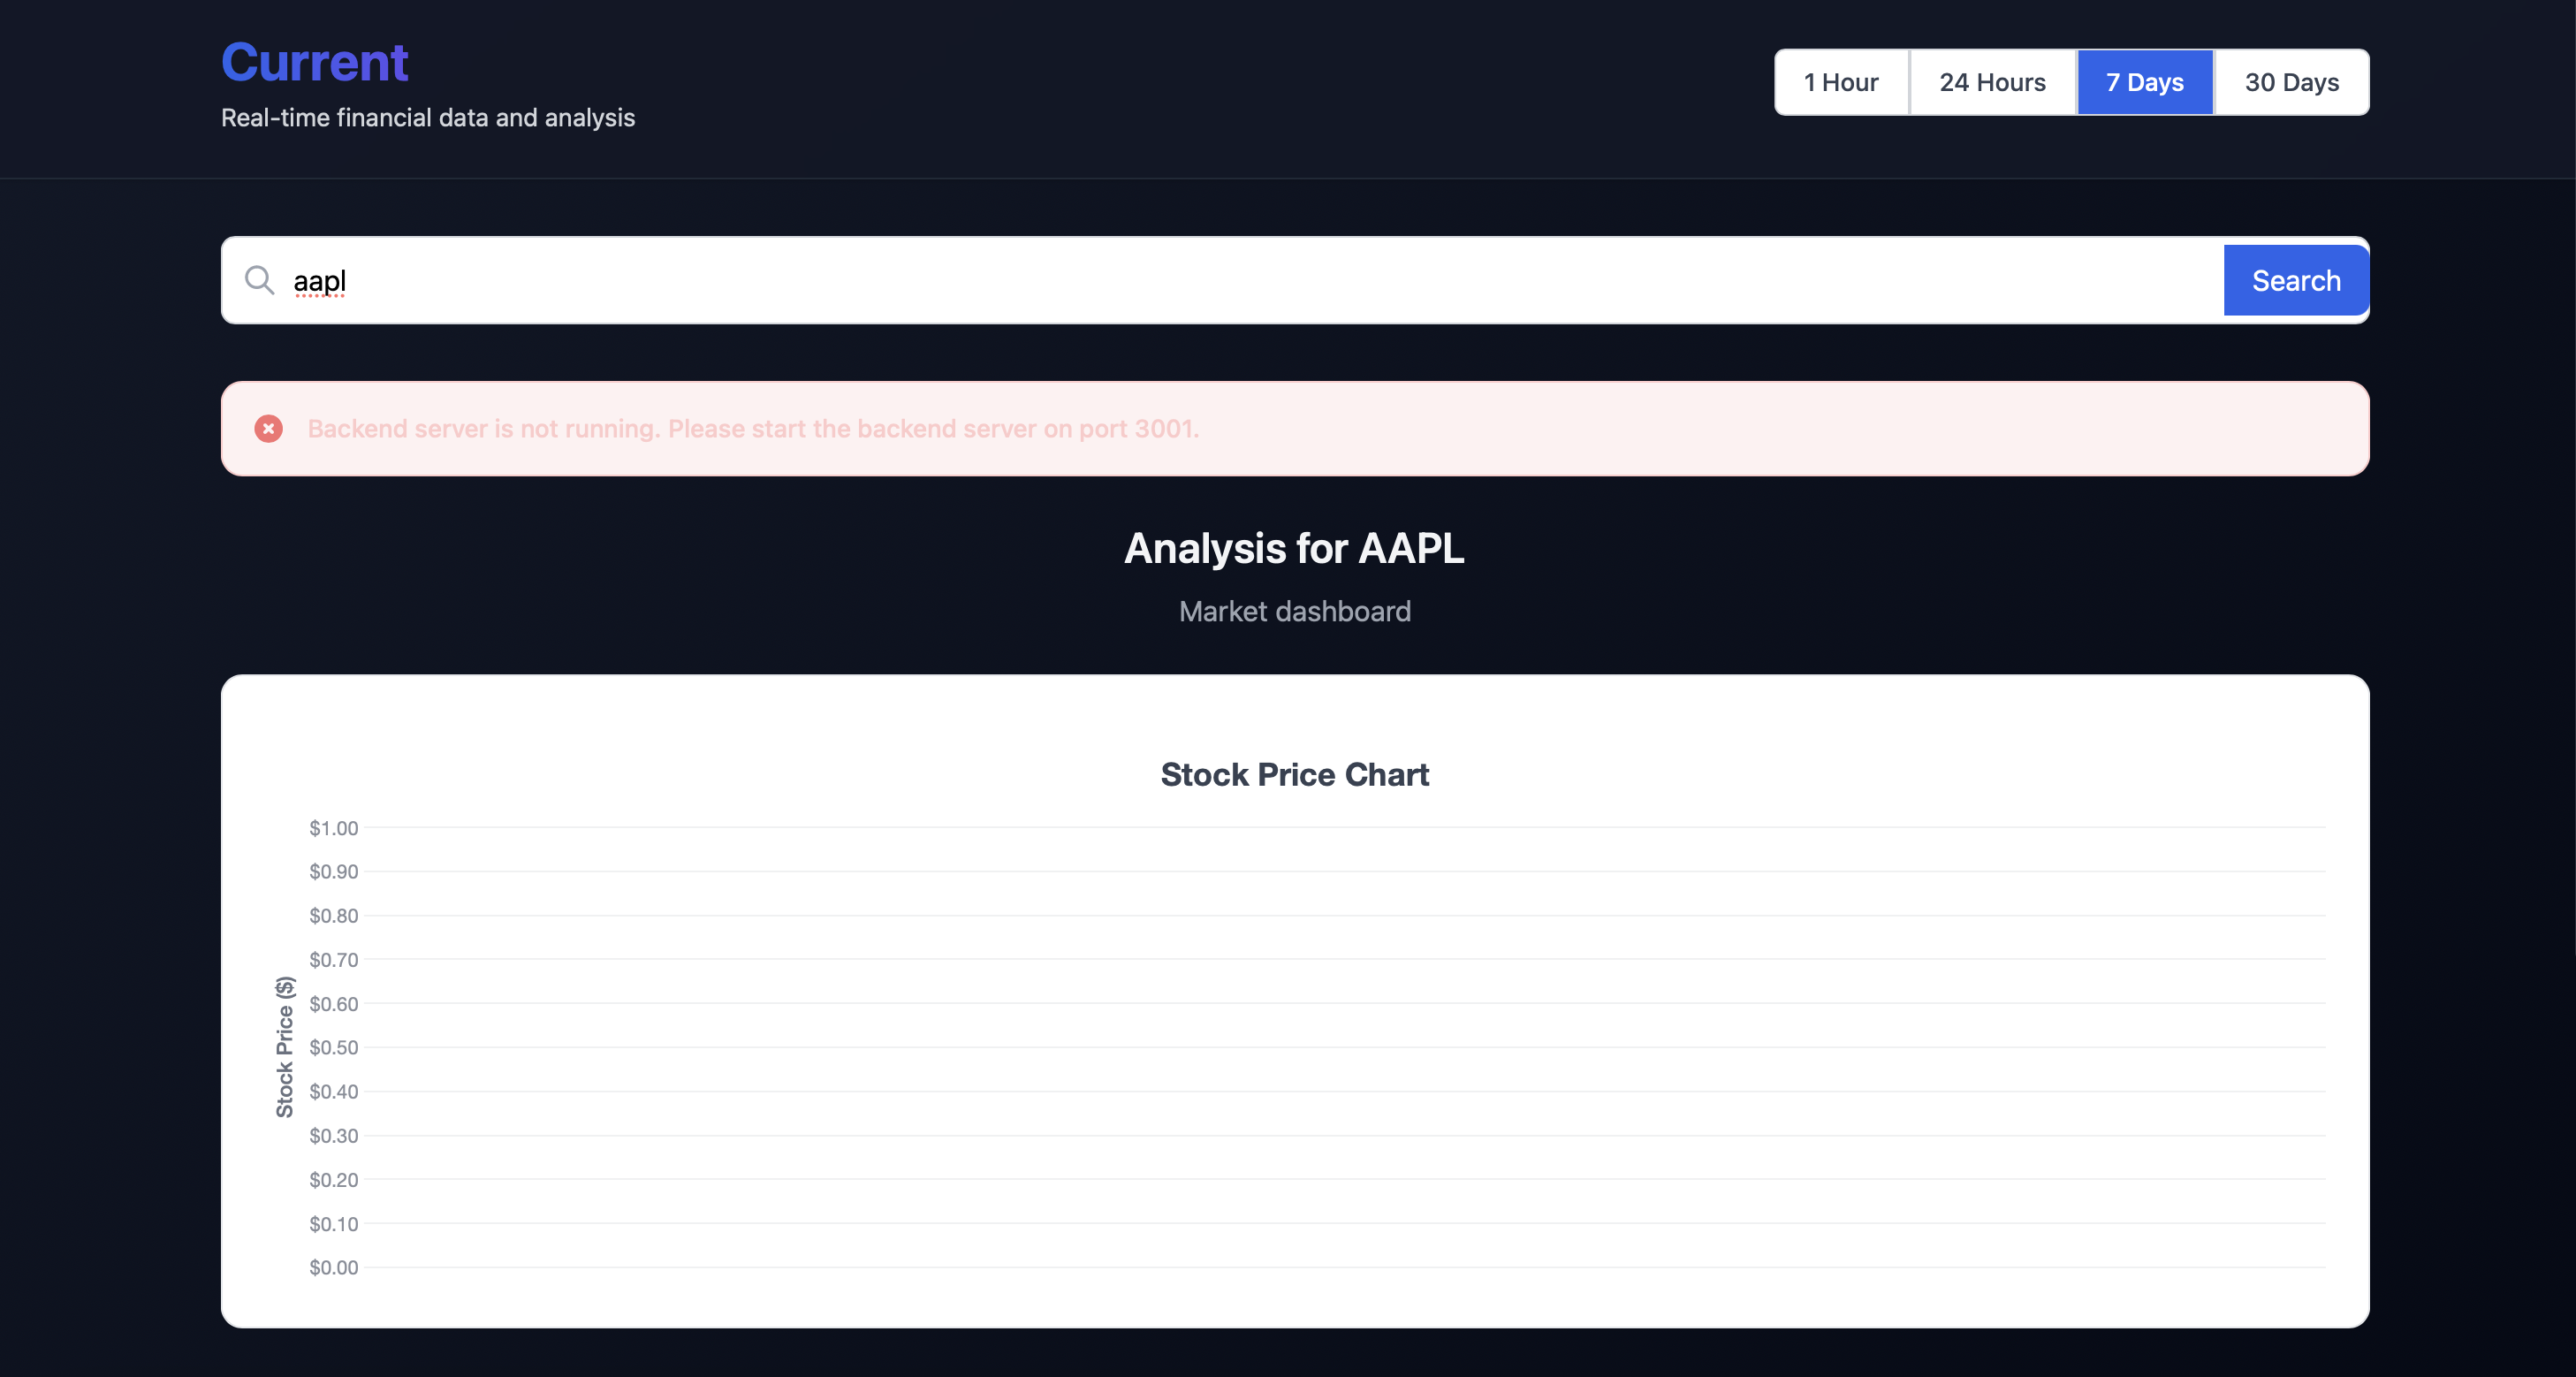 Current
Real-time financial data and analysis
1 Hour
24 Hours
7 Days
30 Days
aapl
Search
Backend server is not running. Please start the backend server on port 3001.
Analysis for AAPL
Market dashboard
Stock Price Chart
Stock Price ($)
$1.00
$0.90
$0.80
$0.70
$0.60
$0.50
$0.40
$0.30
$0.20
$0.10
$0.00